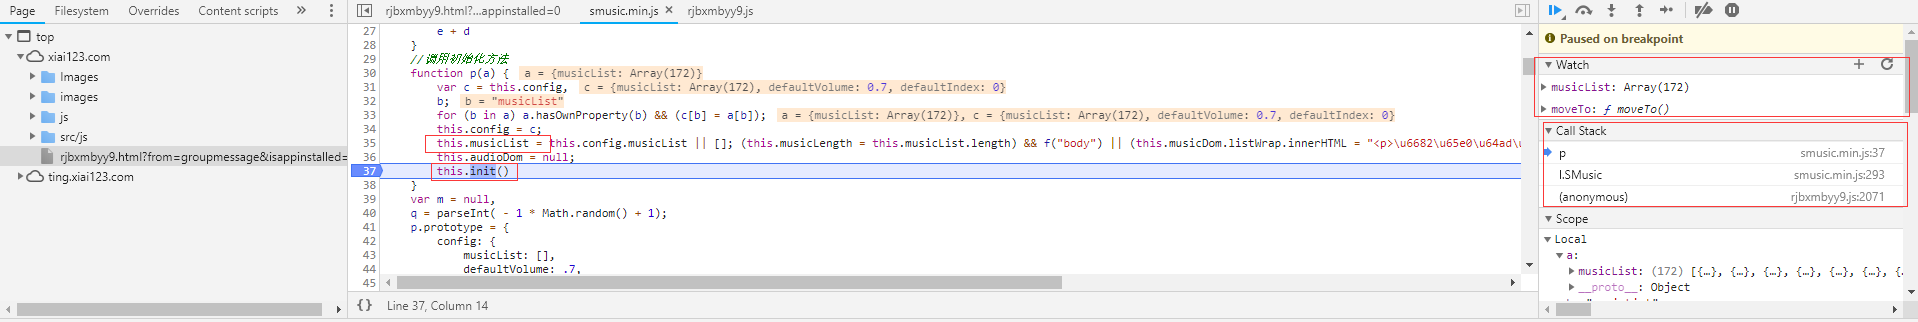 Page Filesystem Overrides Content scripts »
top
xiai123.com
Images
images
js
src/js
rjbxmbyy9.html?from=groupmessage&isappinstalled=
ting.xiai123.com
rjbxmbyy9.html?...appinstalled=0 smusic.min.js × rjbxmbyy9.js
27 e + d
28 }
29 //调用初始化方法
30 function p(a) { a = {musicList: Array(172)}
31 var c = this.config, c = {musicList: Array(172), defaultVolume: 0.7, defaultIndex: 0}
32 b; b = "musicList"
33 for (b in a) a.hasOwnProperty(b) && (c[b] = a[b]); a = {musicList: Array(172)}, c = {musicList: Array(172), defaultVolume: 0.7, defaultIndex: 0}
34 this.config = c;
35 this.musicList = this.config.musicList || []; (this.musicLength = this.musicList.length) && f("body") || (this.musicDom.listWrap.innerHTML = "<p>\u6682\u65e0\u64ad\u
36 this.audioDom = null;
37 this.init()
38 }
39 var m = null,
40 q = parseInt( - 1 * Math.random() + 1);
41 p.prototype = {
42 config: {
43 musicList: [],
44 defaultVolume: .7,
45
{} Line 37, Column 14
Paused on breakpoint
Watch
musicList: Array(172)
moveTo: ƒ moveTo()
Call Stack
p smusic.min.js:37
l.SMusic smusic.min.js:293
(anonymous) rjbxmbyy9.js:2071
Scope
Local
a:
musicList: (172) [{…}, {…}, {…}, {…}, {…}, {…}, {…
__proto__: Object